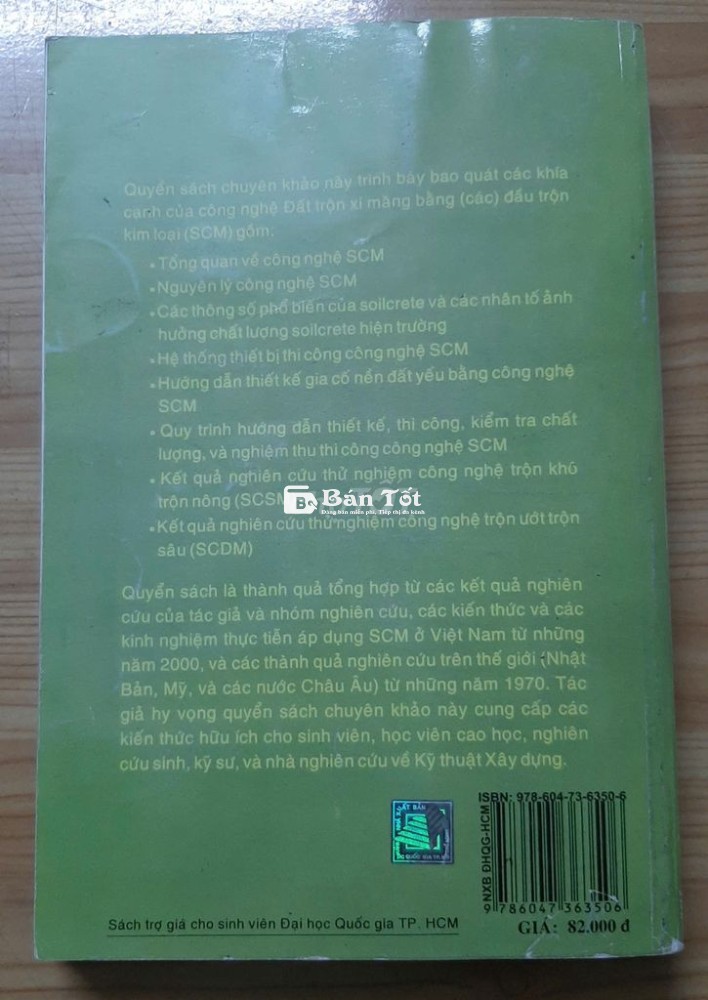 Quyển sách chuyên khảo này trình bày bao quát các khía
cạnh của công nghệ Đất trộn xi măng bằng (các) đầu trộn
kim loại (SCM) gồm:
• Tổng quan về công nghệ SCM
• Nguyên lý công nghệ SCM
• Các thông số phổ biến của soilcrete và các nhân tố ảnh
hưởng chất lượng soilcrete hiện trường
• Hệ thống thiết bị thi công công nghệ SCM
• Hướng dẫn thiết kế gia cố nền đất yếu bằng công nghệ
SCM
• Quy trình hướng dẫn thiết kế, thi công, kiểm tra chất
lượng, và nghiệm thu thi công công nghệ SCM
• Kết quả nghiên cứu thử nghiệm công nghệ trộn khô
trộn nông (SCSM)
Bán Tốt
Đăng bán miễn phí, Tiếp thị đa kênh
• Kết quả nghiên cứu thử nghiệm công nghệ trộn ướt trộn
sâu (SCDM)
Quyển sách là thành quả tổng hợp từ các kết quả nghiên
cứu của tác giả và nhóm nghiên cứu, các kiến thức và các
kinh nghiệm thực tiễn áp dụng SCM ở Việt Nam từ những
năm 2000, và các thành quả nghiên cứu trên thế giới (Nhật
Bản, Mỹ, và các nước Châu Âu) từ những năm 1970. Tác
giả hy vọng quyển sách chuyên khảo này cung cấp các
kiến thức hữu ích cho sinh viên, học viên cao học, nghiên
cứu sinh, kỹ sư, và nhà nghiên cứu về Kỹ thuật Xây dựng.
ISBN: 978-604-73-6350-6
NXB ĐHQG-HCM
9 786047 363506
GIÁ: 82.000 đ
Sách trợ giá cho sinh viên Đại học Quốc gia TP. HCM